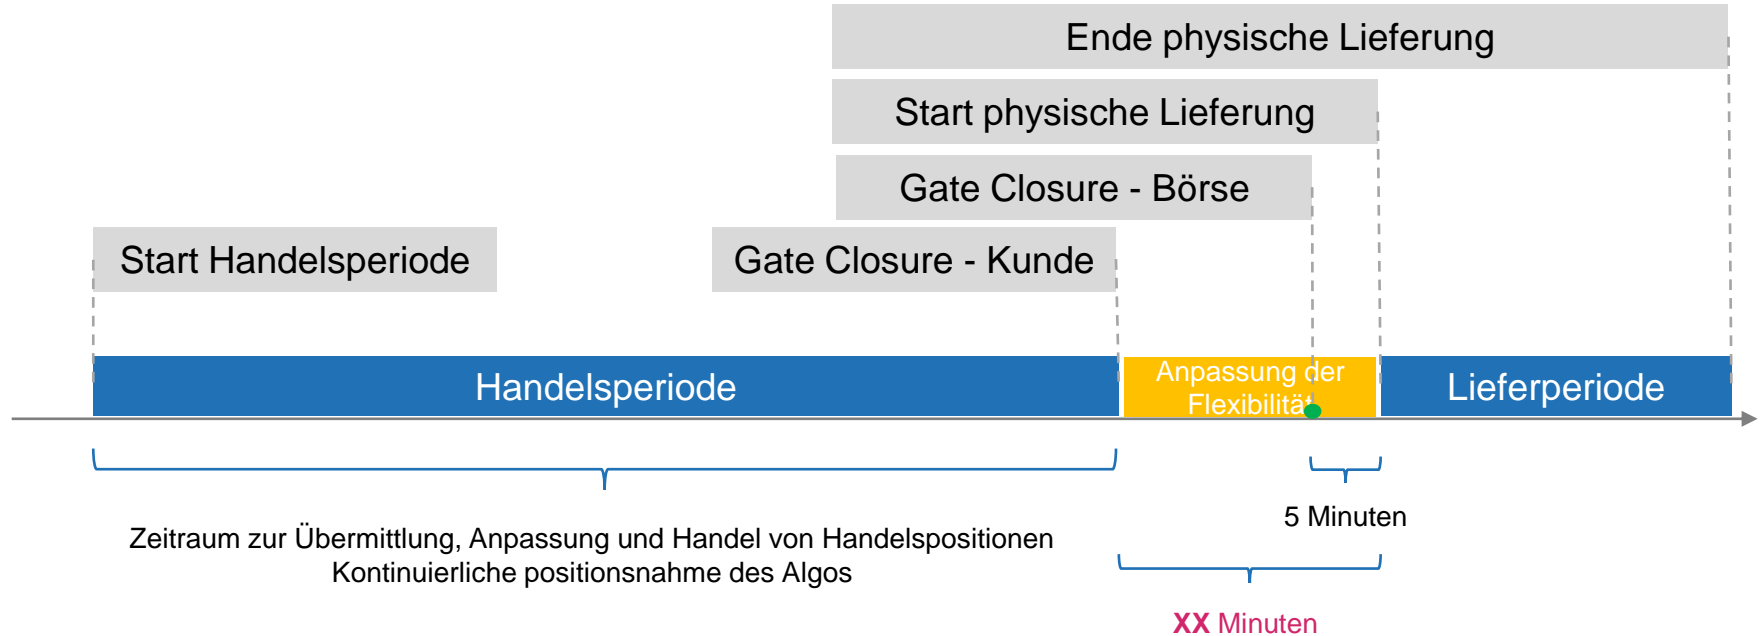 Ende physische Lieferung
Start physische Lieferung
Gate Closure - Börse
Start Handelsperiode
Gate Closure - Kunde
Handelsperiode
Anpassung der
Flexibilität
Lieferperiode
5 Minuten
Zeitraum zur Übermittlung, Anpassung und Handel von Handelspositionen
Kontinuierliche positionsnahme des Algos
XX Minuten